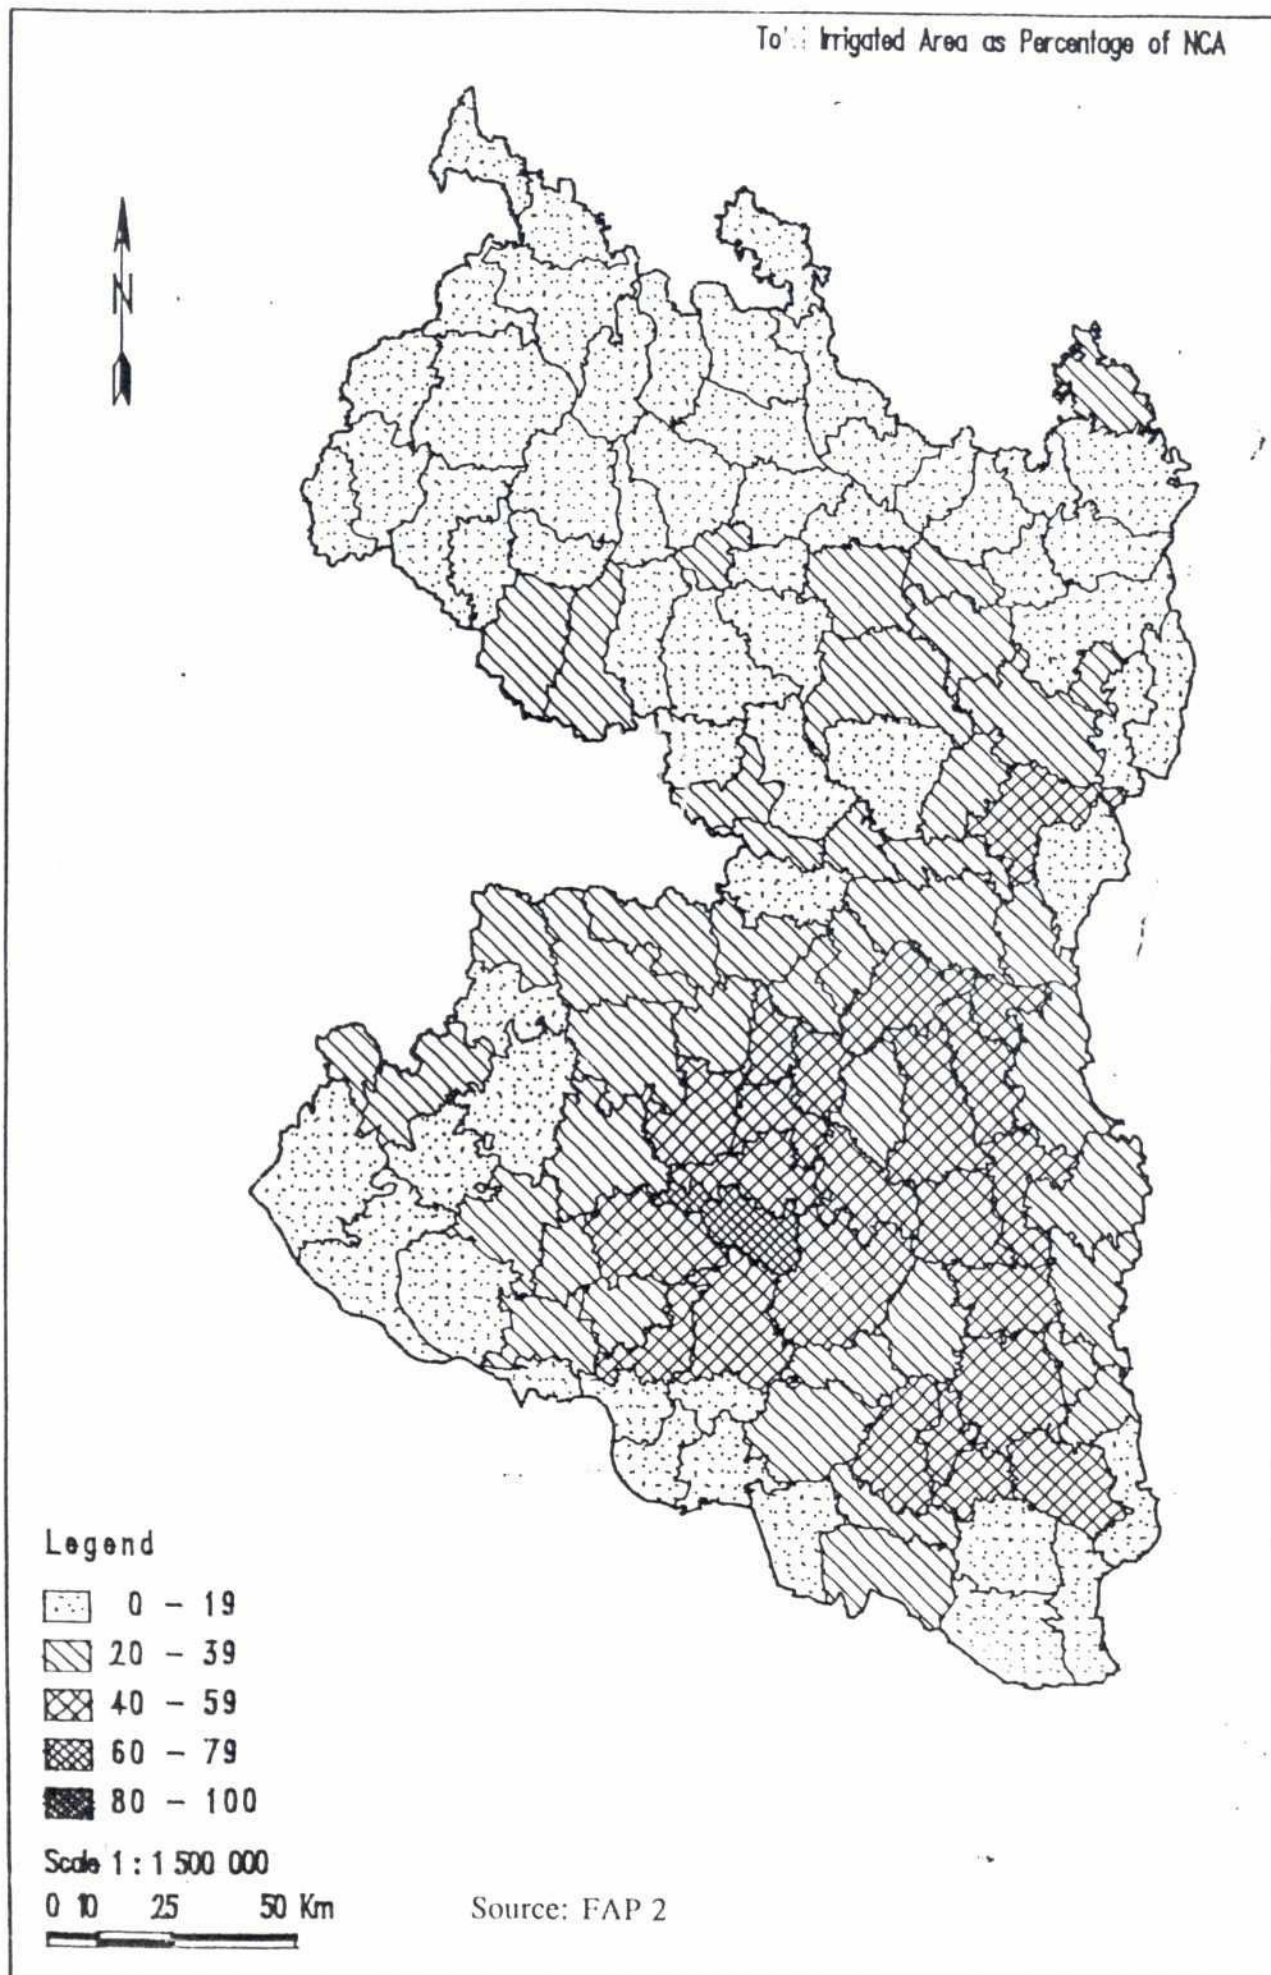 To' Irrigated Area as Percentage of NCA
N
Legend
0 - 19
20 - 39
40 - 59
60 - 79
80 - 100
Scale 1 : 1 500 000
0 10 25 50 Km
Source: FAP 2